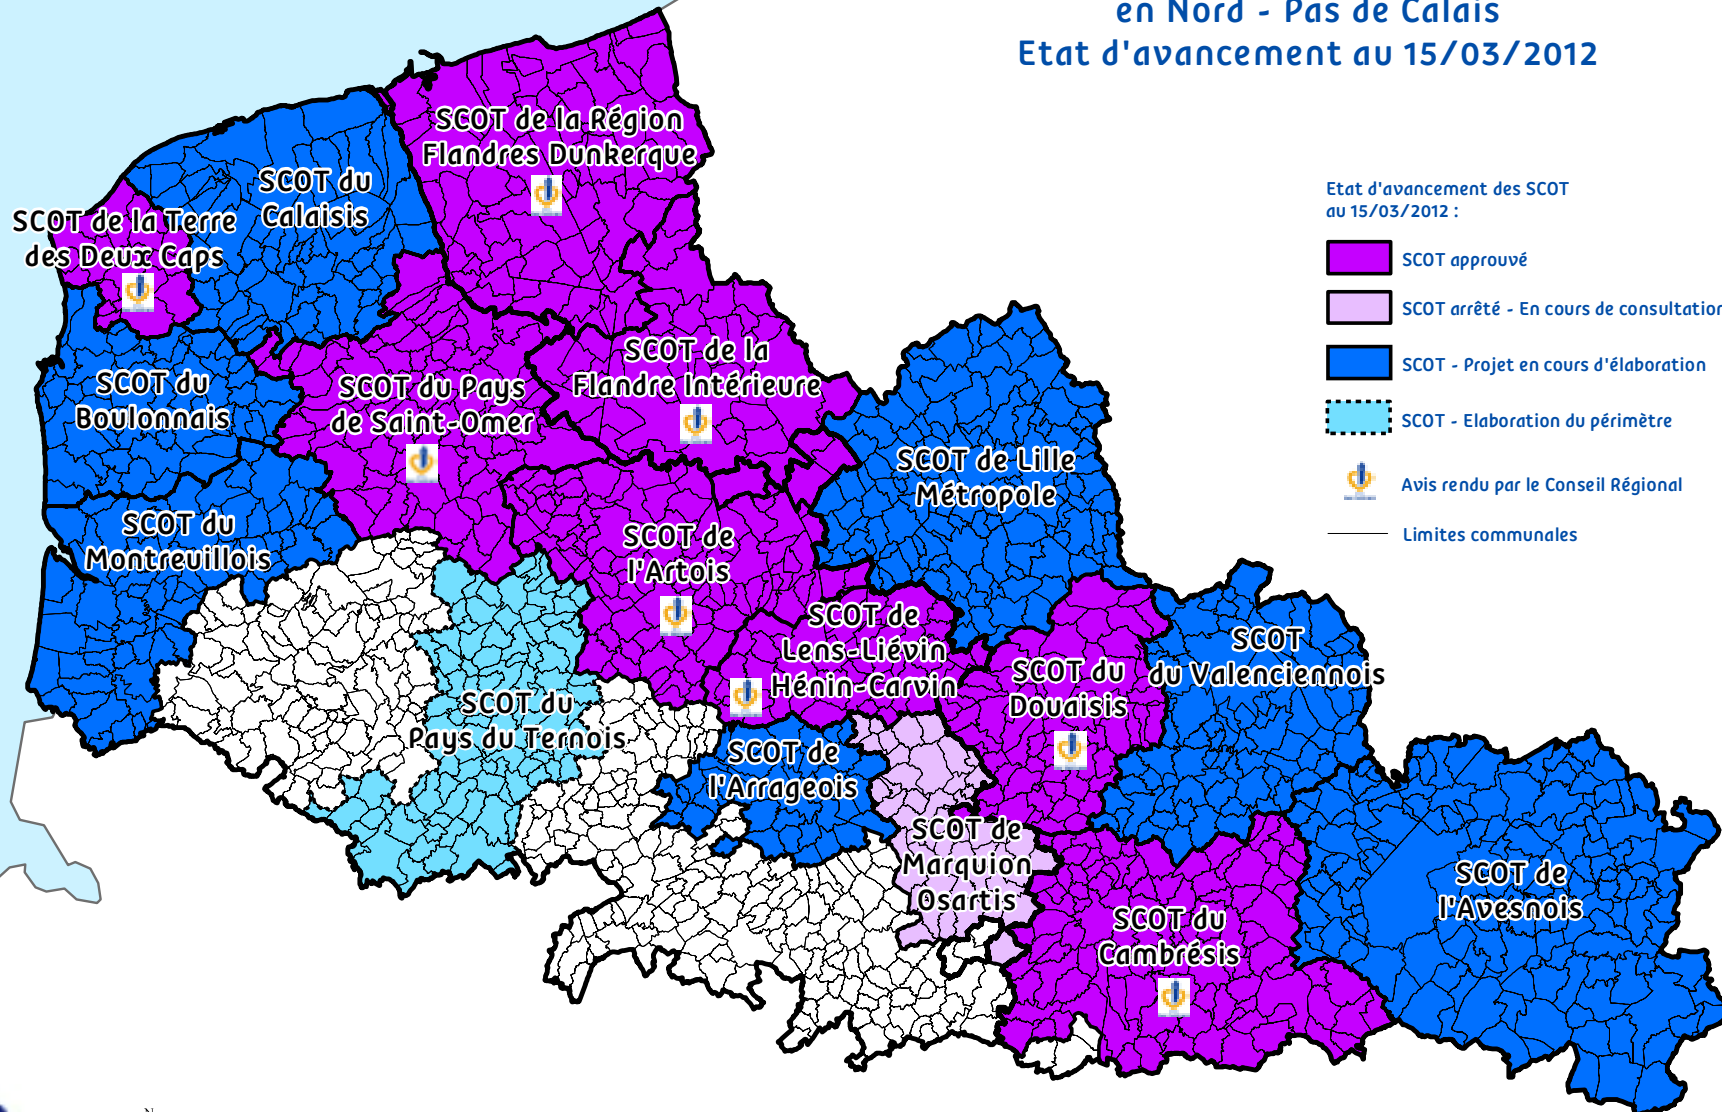 en Nord - Pas de Calais
Etat d'avancement au 15/03/2012
SCOT de la Région
Flandres Dunkerque
SCOT du
Calaisis
SCOT de la Terre
des Deux Caps
Etat d'avancement des SCOT
au 15/03/2012 :
SCOT approuvé
SCOT arrêté - En cours de consultation
SCOT - Projet en cours d'élaboration
SCOT - Elaboration du périmètre
Avis rendu par le Conseil Régional
Limites communales
SCOT du
Boulonnais
SCOT du Pays
de Saint-Omer
SCOT de la
Flandre Intérieure
SCOT de Lille
Métropole
SCOT du
Montreuillois
SCOT de
l'Artois
SCOT de
Lens-Liévin
Hénin-Carvin
SCOT du
Douaisis
SCOT
du Valenciennois
SCOT du
Pays du Ternois
SCOT de
l'Arrageois
SCOT de
Marquion
Osartis
SCOT du
Cambrésis
SCOT de
l'Avesnois
N